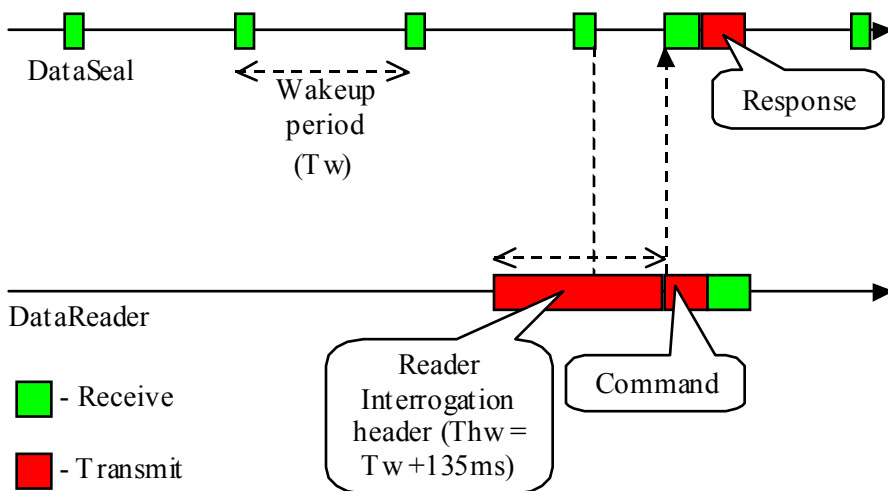 DataSeal
Wakeup
period
(Tw)
Response
DataReader
Reader
Interrogation
header (Thw=
Tw+135ms)
Command
- Receive
- Transmit